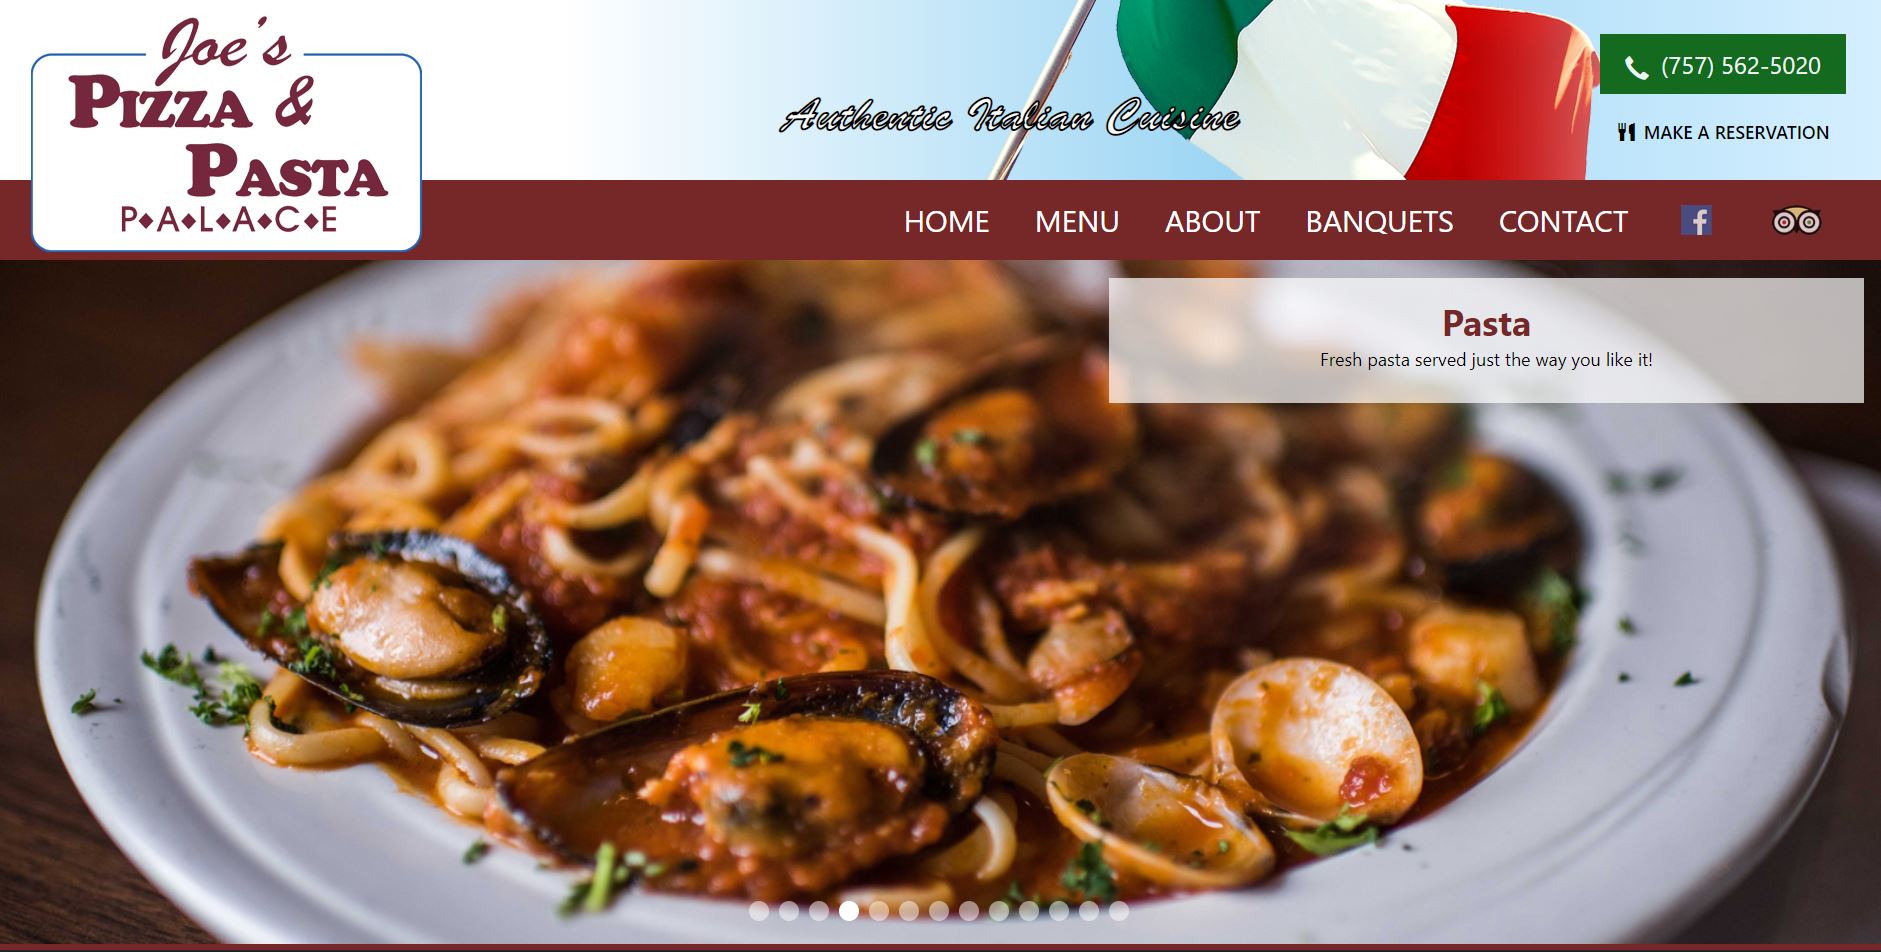 Joe's
PIZZA &
PASTA
P◆A◆L◆A◆C◆E
Authentic Italian Cuisine
(757) 562-5020
MAKE A RESERVATION
HOME MENU ABOUT BANQUETS CONTACT f
Pasta
Fresh pasta served just the way you like it!